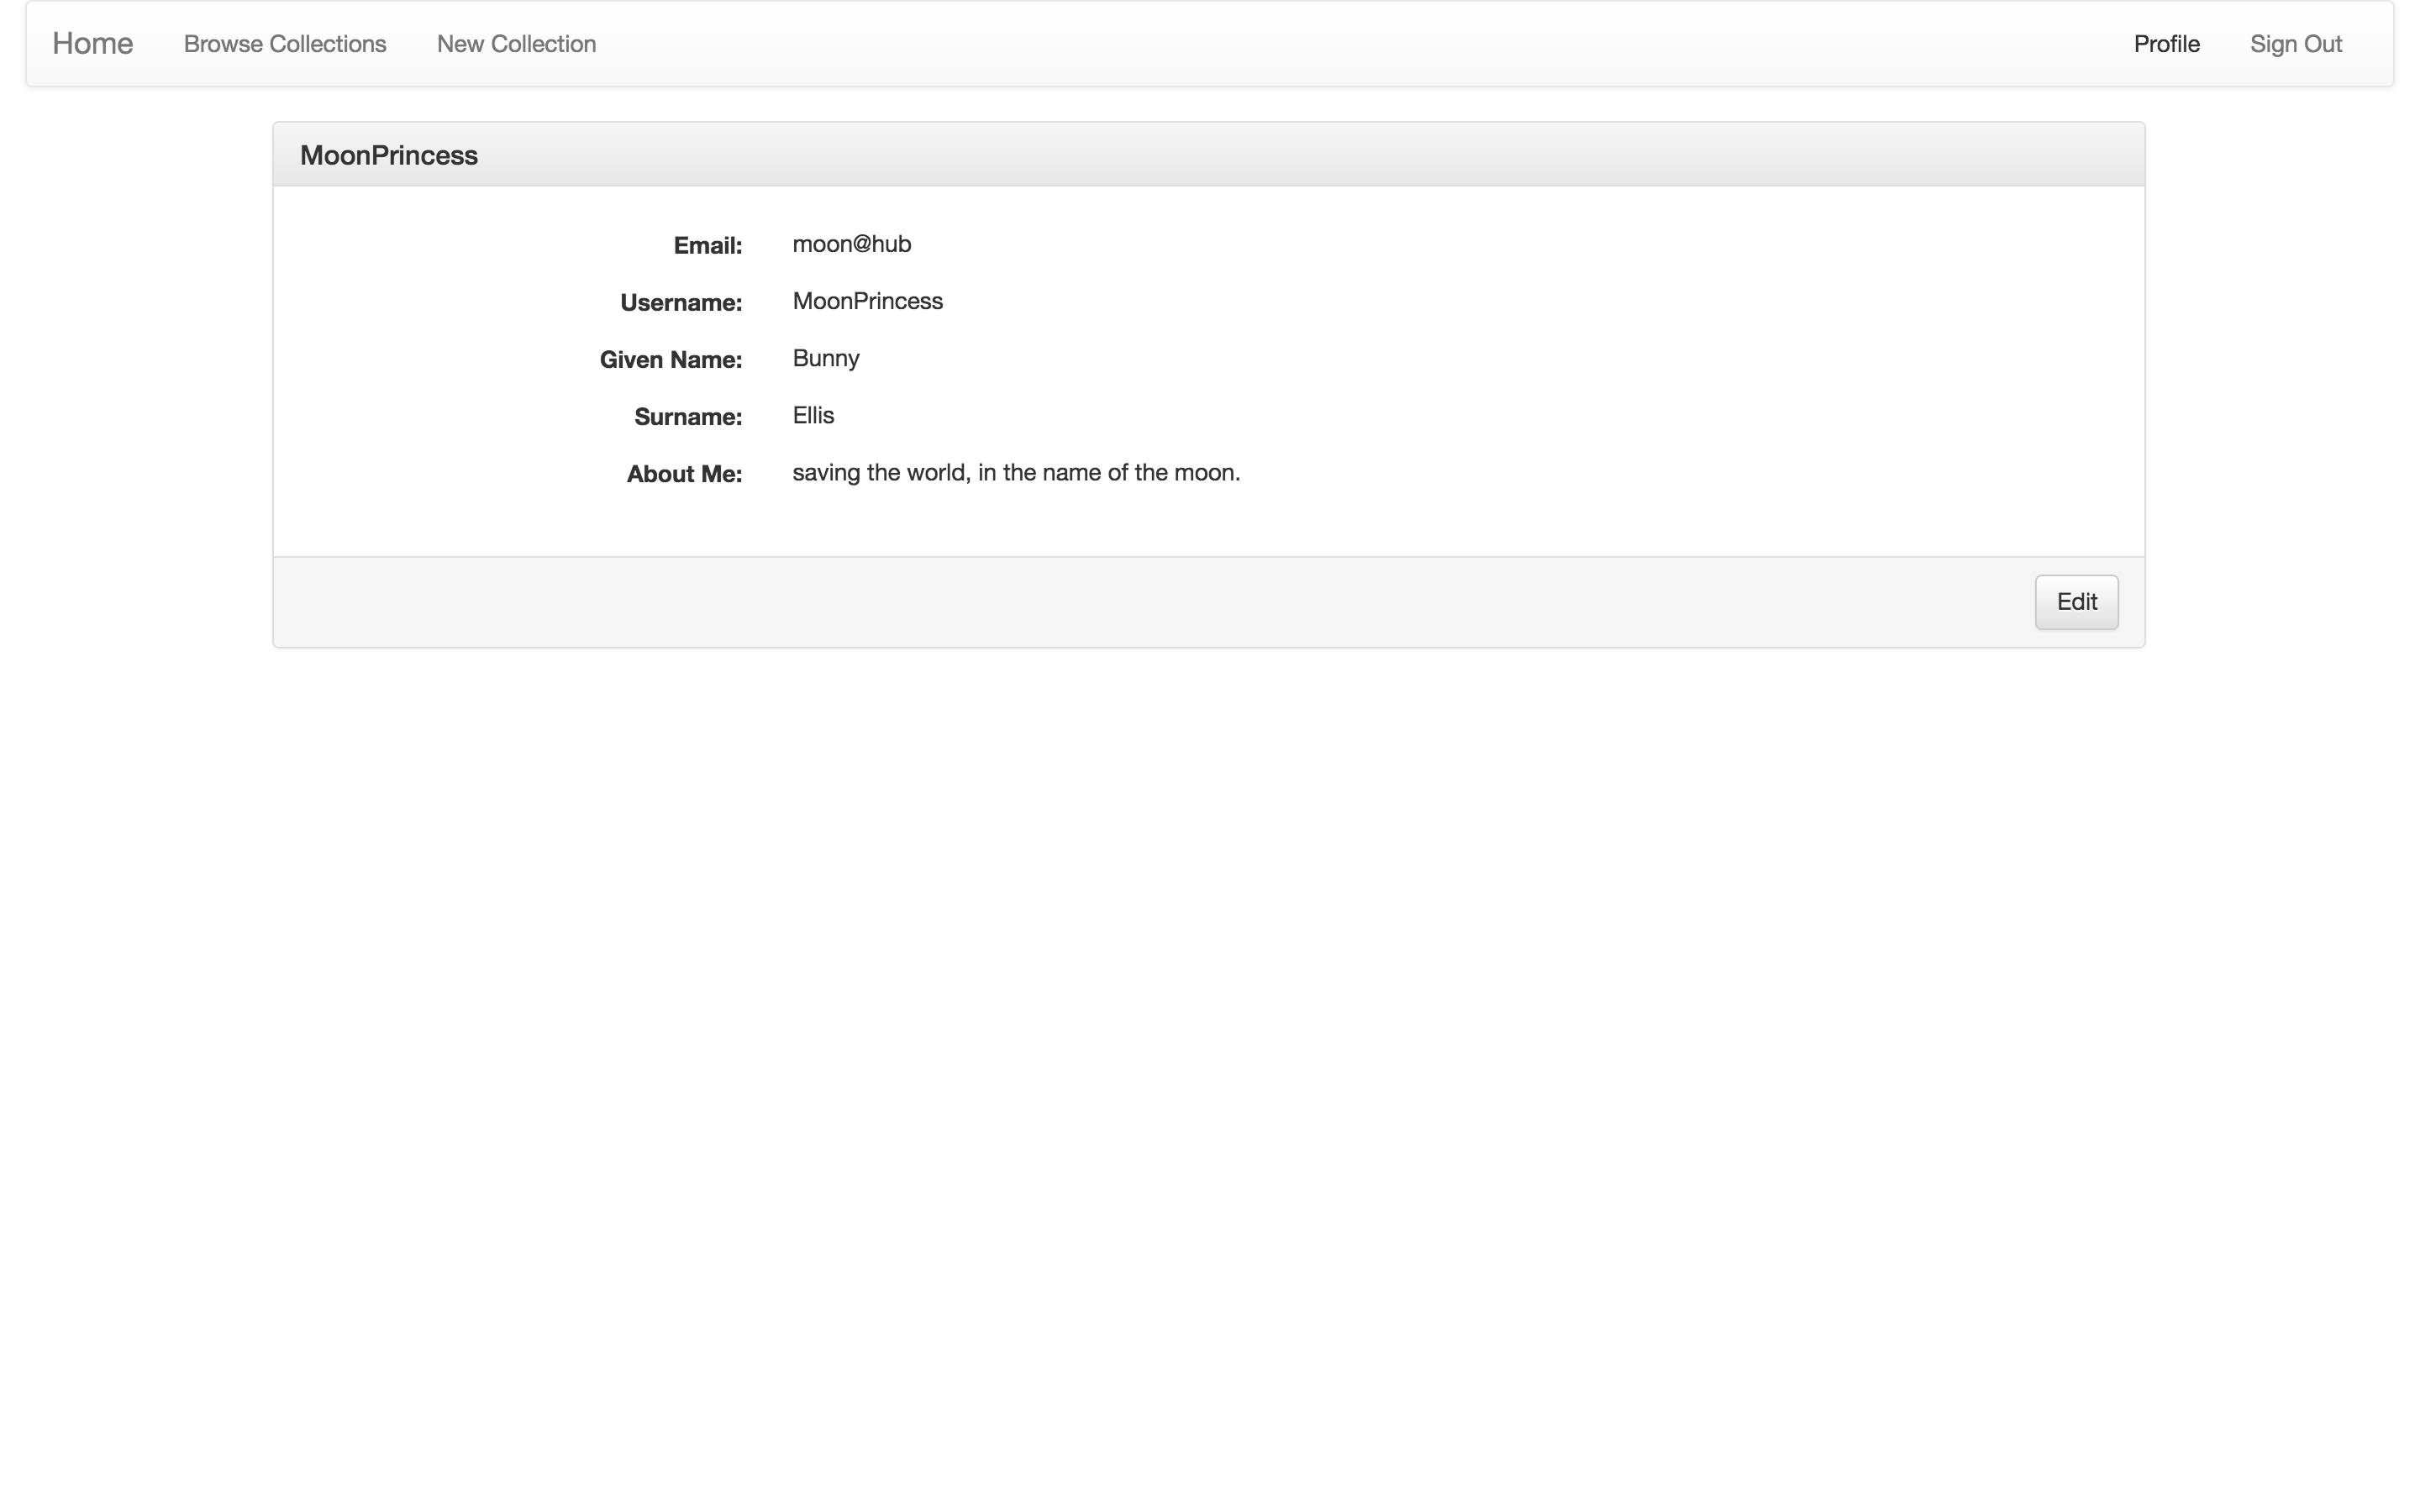 Home Browse Collections New Collection Profile Sign Out
MoonPrincess
Email: moon@hub
Username: MoonPrincess
Given Name: Bunny
Surname: Ellis
About Me: saving the world, in the name of the moon.
Edit